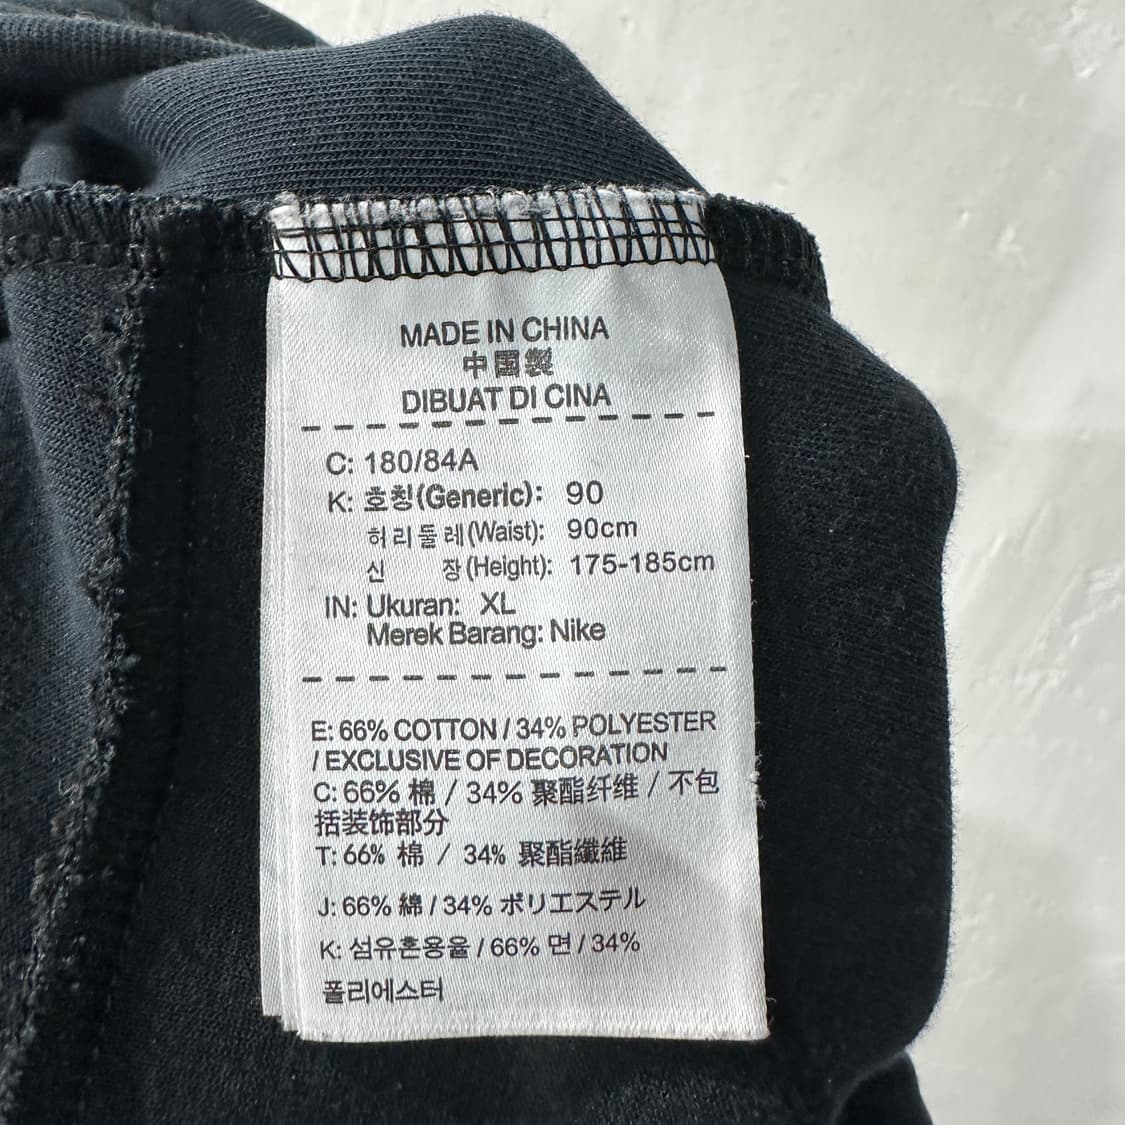 MADE IN CHINA
中国製
DIBUAT DI CINA
C: 180/84A
K: 호칭(Generic): 90
허리둘레(Waist): 90cm
신 장(Height): 175-185cm
IN: Ukuran: XL
Merek Barang: Nike
E: 66% COTTON / 34% POLYESTER
/ EXCLUSIVE OF DECORATION
C: 66% 棉 / 34% 聚酯纤维 / 不包
括装饰部分
T: 66% 棉 / 34% 聚酯纖維
J: 66% 綿 / 34% ポリエステル
K: 섬유혼용율 / 66% 면 / 34%
폴리에스터